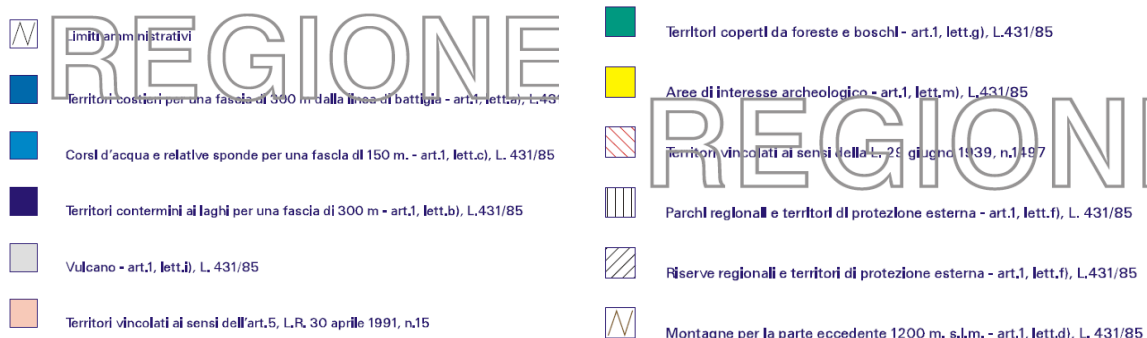 REGIONE
Limiti amministrativi
Territori costieri per una fascia di 300 m dalla linea di battigia - art.1, lett.a), L.43
Corsi d'acqua e relative sponde per una fascia di 150 m. - art.1, lett.c), L. 431/85
Territori contermini ai laghi per una fascia di 300 m - art.1, lett.b), L.431/85
Vulcano - art.1, lett.i), L. 431/85
Territori vincolati ai sensi dell'art.5, L.R. 30 aprile 1991, n.15
Territori coperti da foreste e boschi - art.1, lett.g), L.431/85
Aree di interesse archeologico - art.1, lett.m), L.431/85
REGION
Territori vincolati ai sensi della L. 29 giugno 1939, n.1497
Parchi regionali e territori di protezione esterna - art.1, lett.f), L. 431/85
Riserve regionali e territori di protezione esterna - art.1, lett.f), L.431/85
Montagne per la parte eccedente 1200 m. s.l.m. - art.1, lett.d), L. 431/85